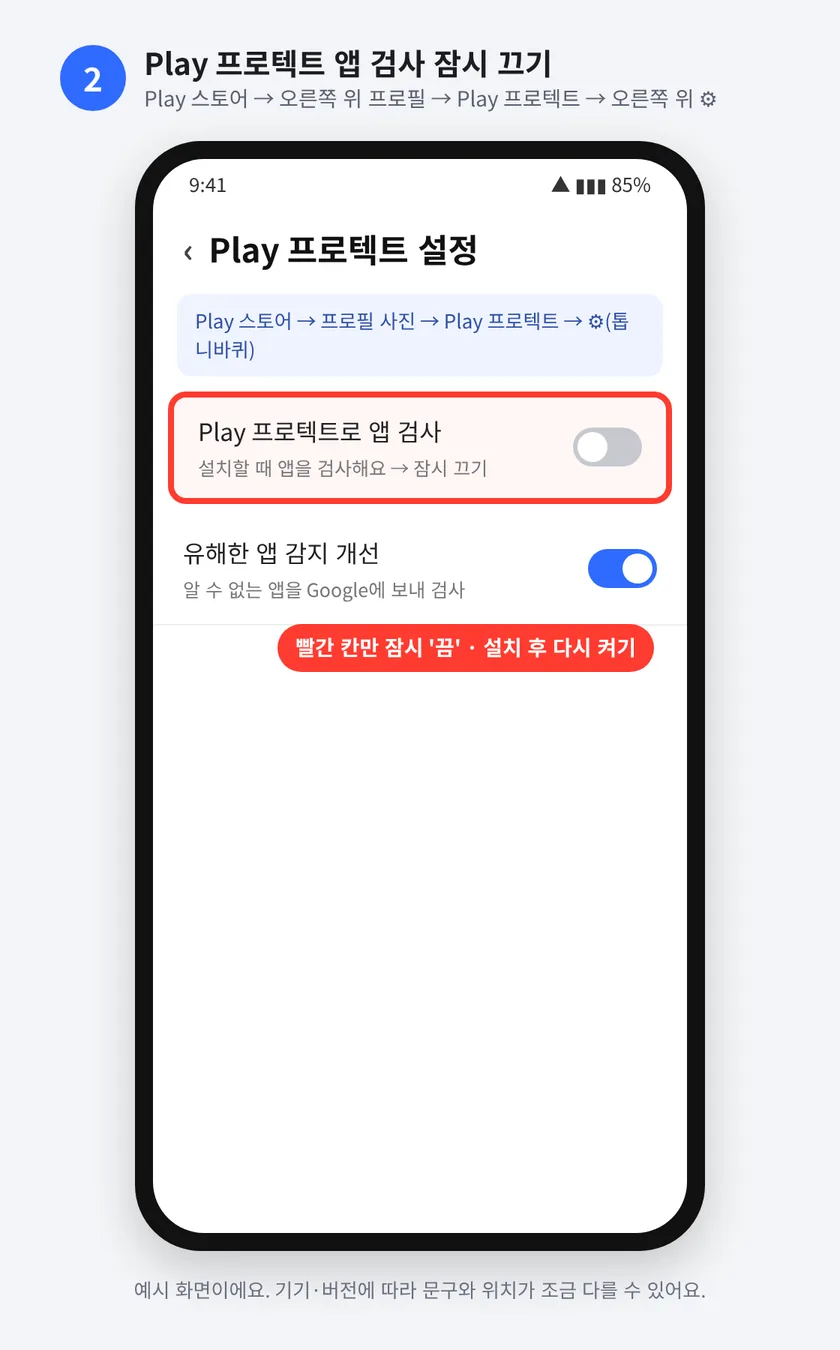 2
Play 프로텍트 앱 검사 잠시 끄기
Play 스토어 → 오른쪽 위 프로필 → Play 프로텍트 → 오른쪽 위 ⚙
9:41
85%
‹ Play 프로텍트 설정
Play 스토어 → 프로필 사진 → Play 프로텍트 → ⚙(톱
니바퀴)
Play 프로텍트로 앱 검사
설치할 때 앱을 검사해요 → 잠시 끄기
유해한 앱 감지 개선
알 수 없는 앱을 Google에 보내 검사
빨간 칸만 잠시 '끔' · 설치 후 다시 켜기
예시 화면이에요. 기기·버전에 따라 문구와 위치가 조금 다를 수 있어요.